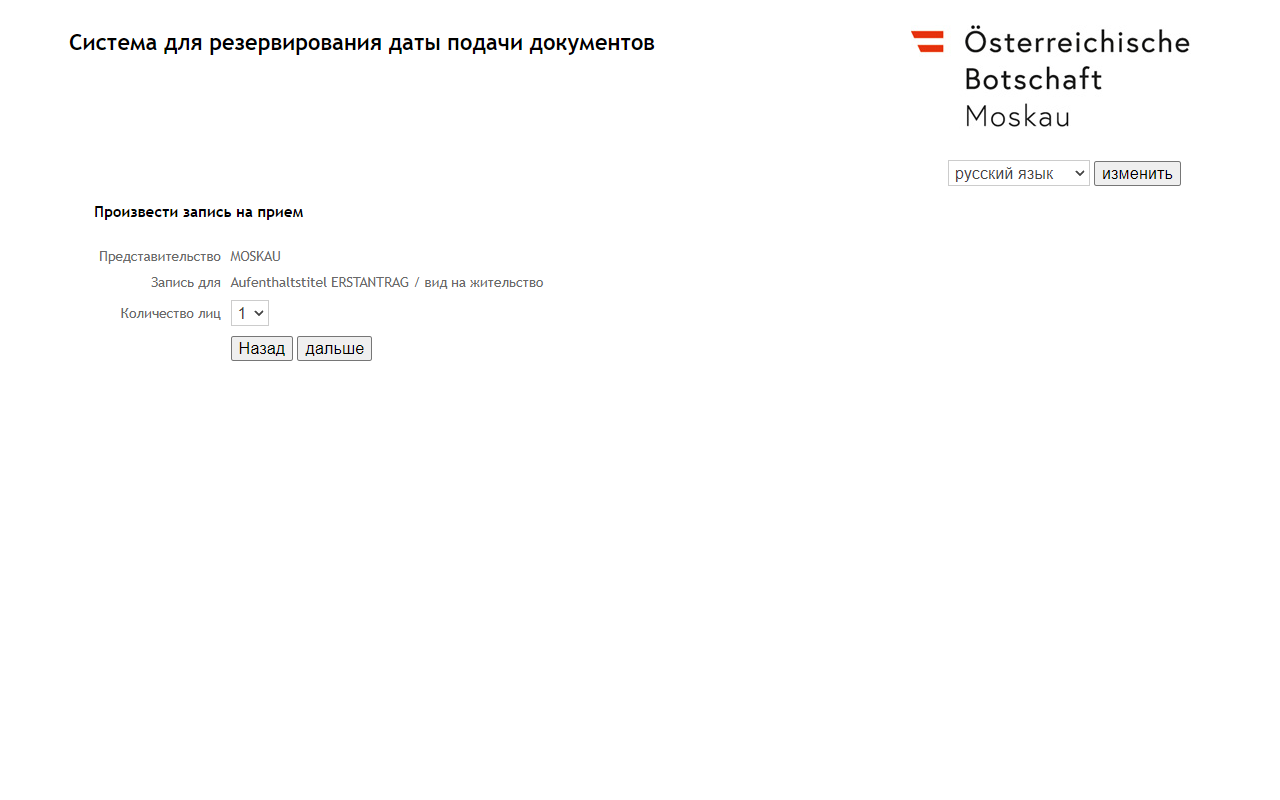 Система для резервирования даты подачи документов
Österreichische
Botschaft
Moskau
русский язык изменить
Произвести запись на прием
Представительство MOSKAU
Запись для Aufenthaltstitel ERSTANTRAG / вид на жительство
Количество лиц 1
Назад дальше